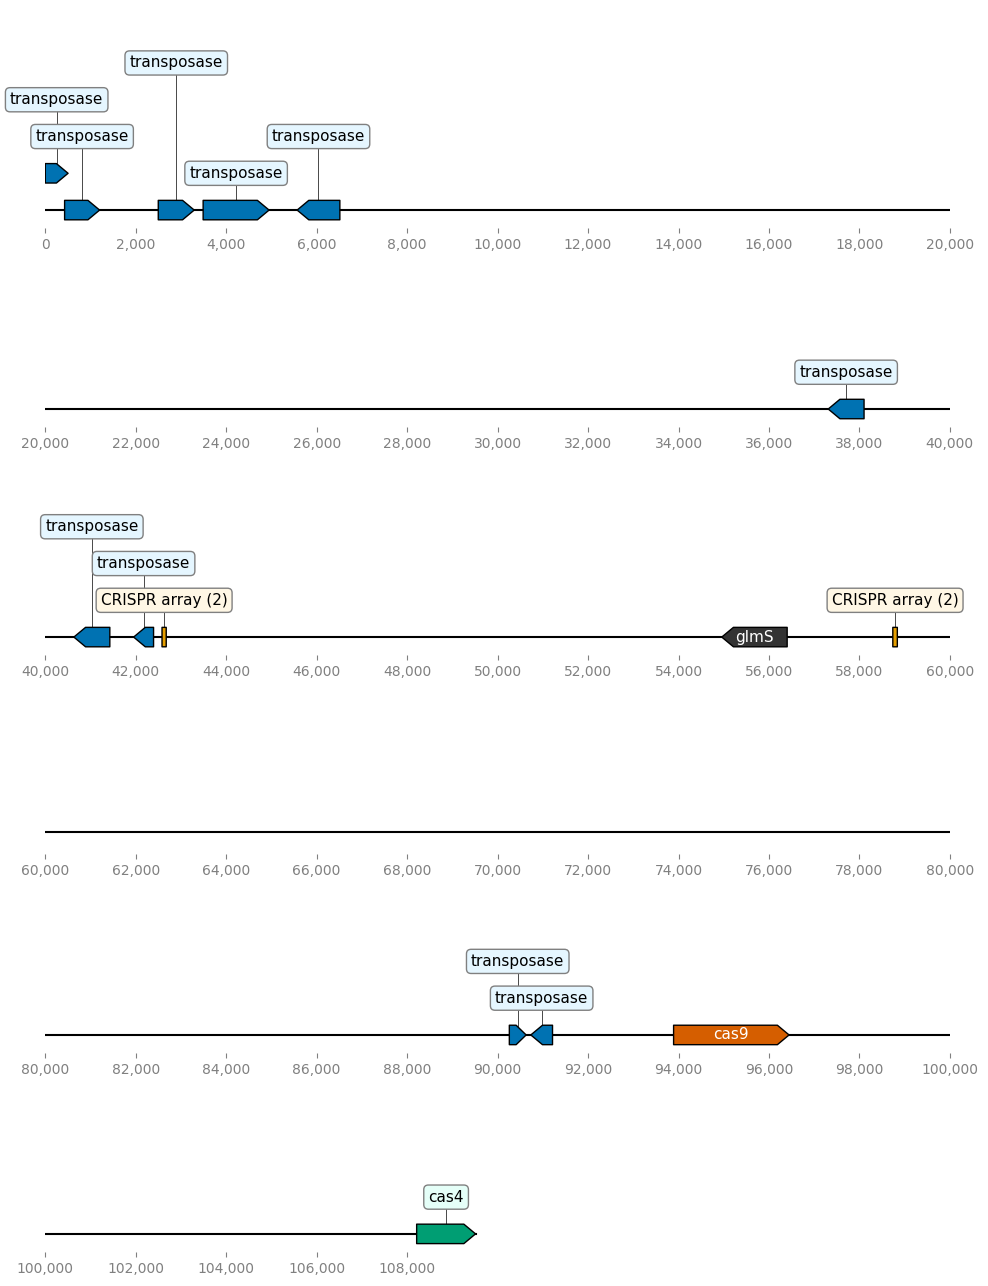 transposase
transposase
transposase transposase
transposase
0 2,000 4,000 6,000 8,000 10,000 12,000 14,000 16,000 18,000 20,000
transposase
20,000 22,000 24,000 26,000 28,000 30,000 32,000 34,000 36,000 38,000 40,000
transposase
transposase
CRISPR array (2) CRISPR array (2)
glmS
40,000 42,000 44,000 46,000 48,000 50,000 52,000 54,000 56,000 58,000 60,000
60,000 62,000 64,000 66,000 68,000 70,000 72,000 74,000 76,000 78,000 80,000
transposase
transposase
cas9
80,000 82,000 84,000 86,000 88,000 90,000 92,000 94,000 96,000 98,000 100,000
cas4
100,000 102,000 104,000 106,000 108,000